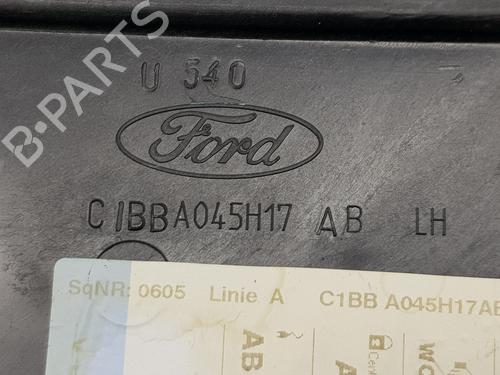 B-PARTS
U 540
Ford
C1BBA045H17 AB LH
SqNR: 0605 Linie A C1BB A045H17AB
AB
A